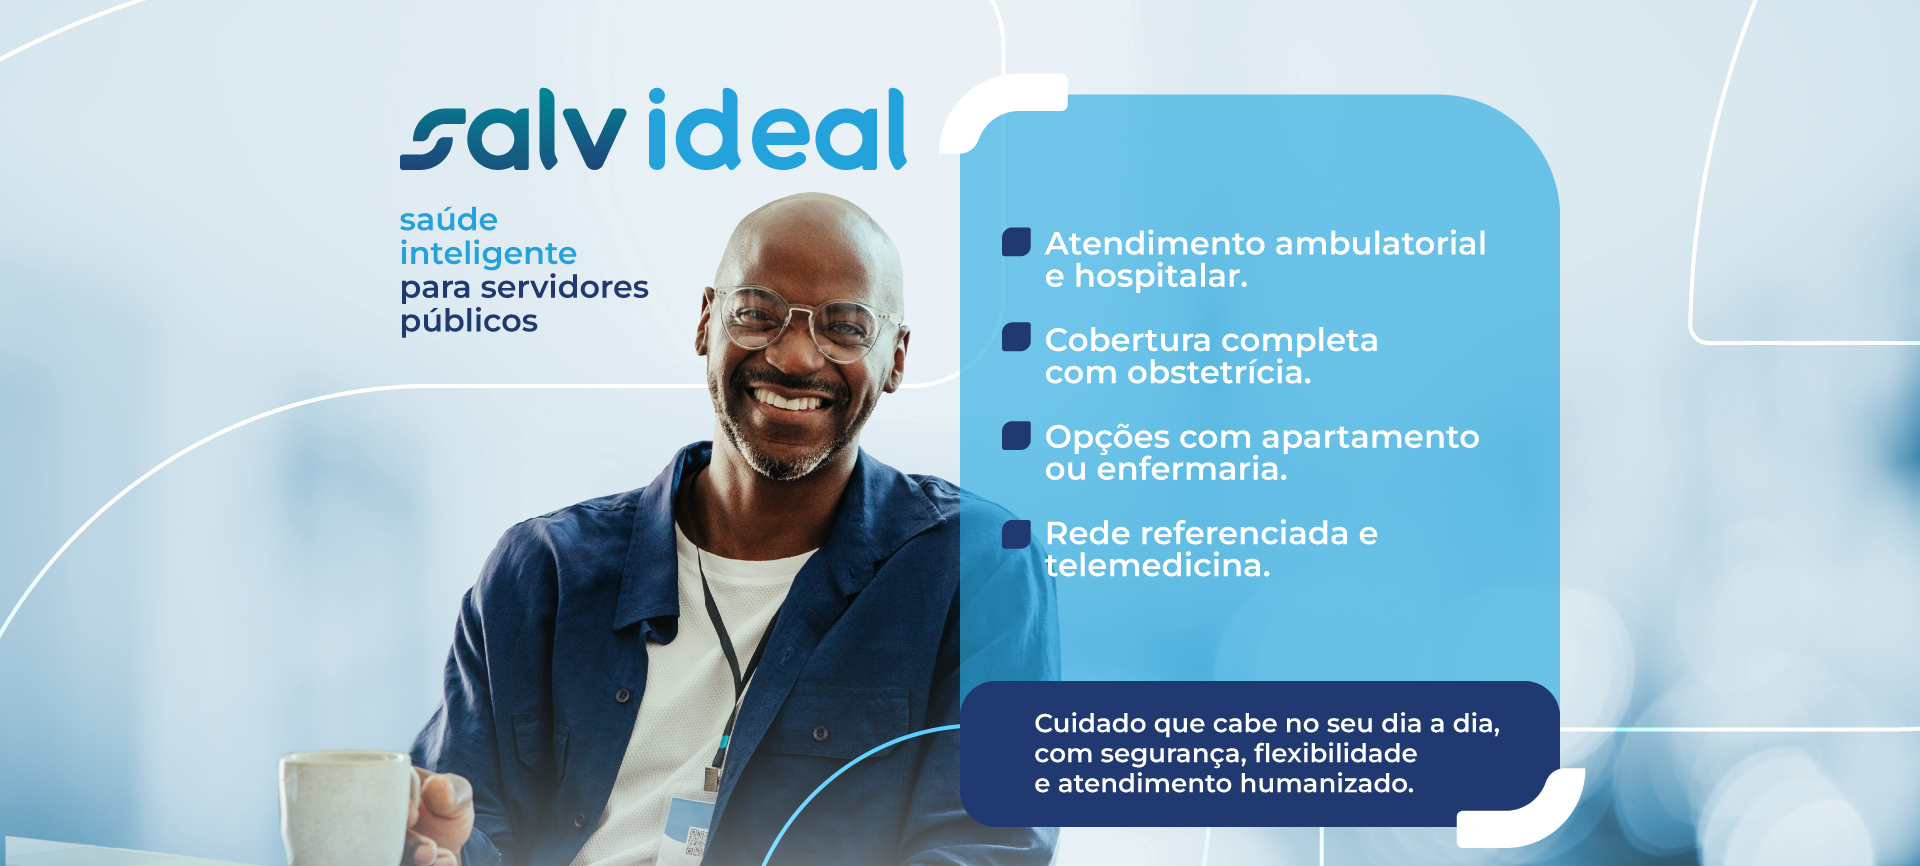 salv ideal
saúde
inteligente
para servidores
públicos
Atendimento ambulatorial
e hospitalar.
Cobertura completa
com obstetrícia.
Opções com apartamento
ou enfermaria.
Rede referenciada e
telemedicina.
Cuidado que cabe no seu dia a dia,
com segurança, flexibilidade
e atendimento humanizado.